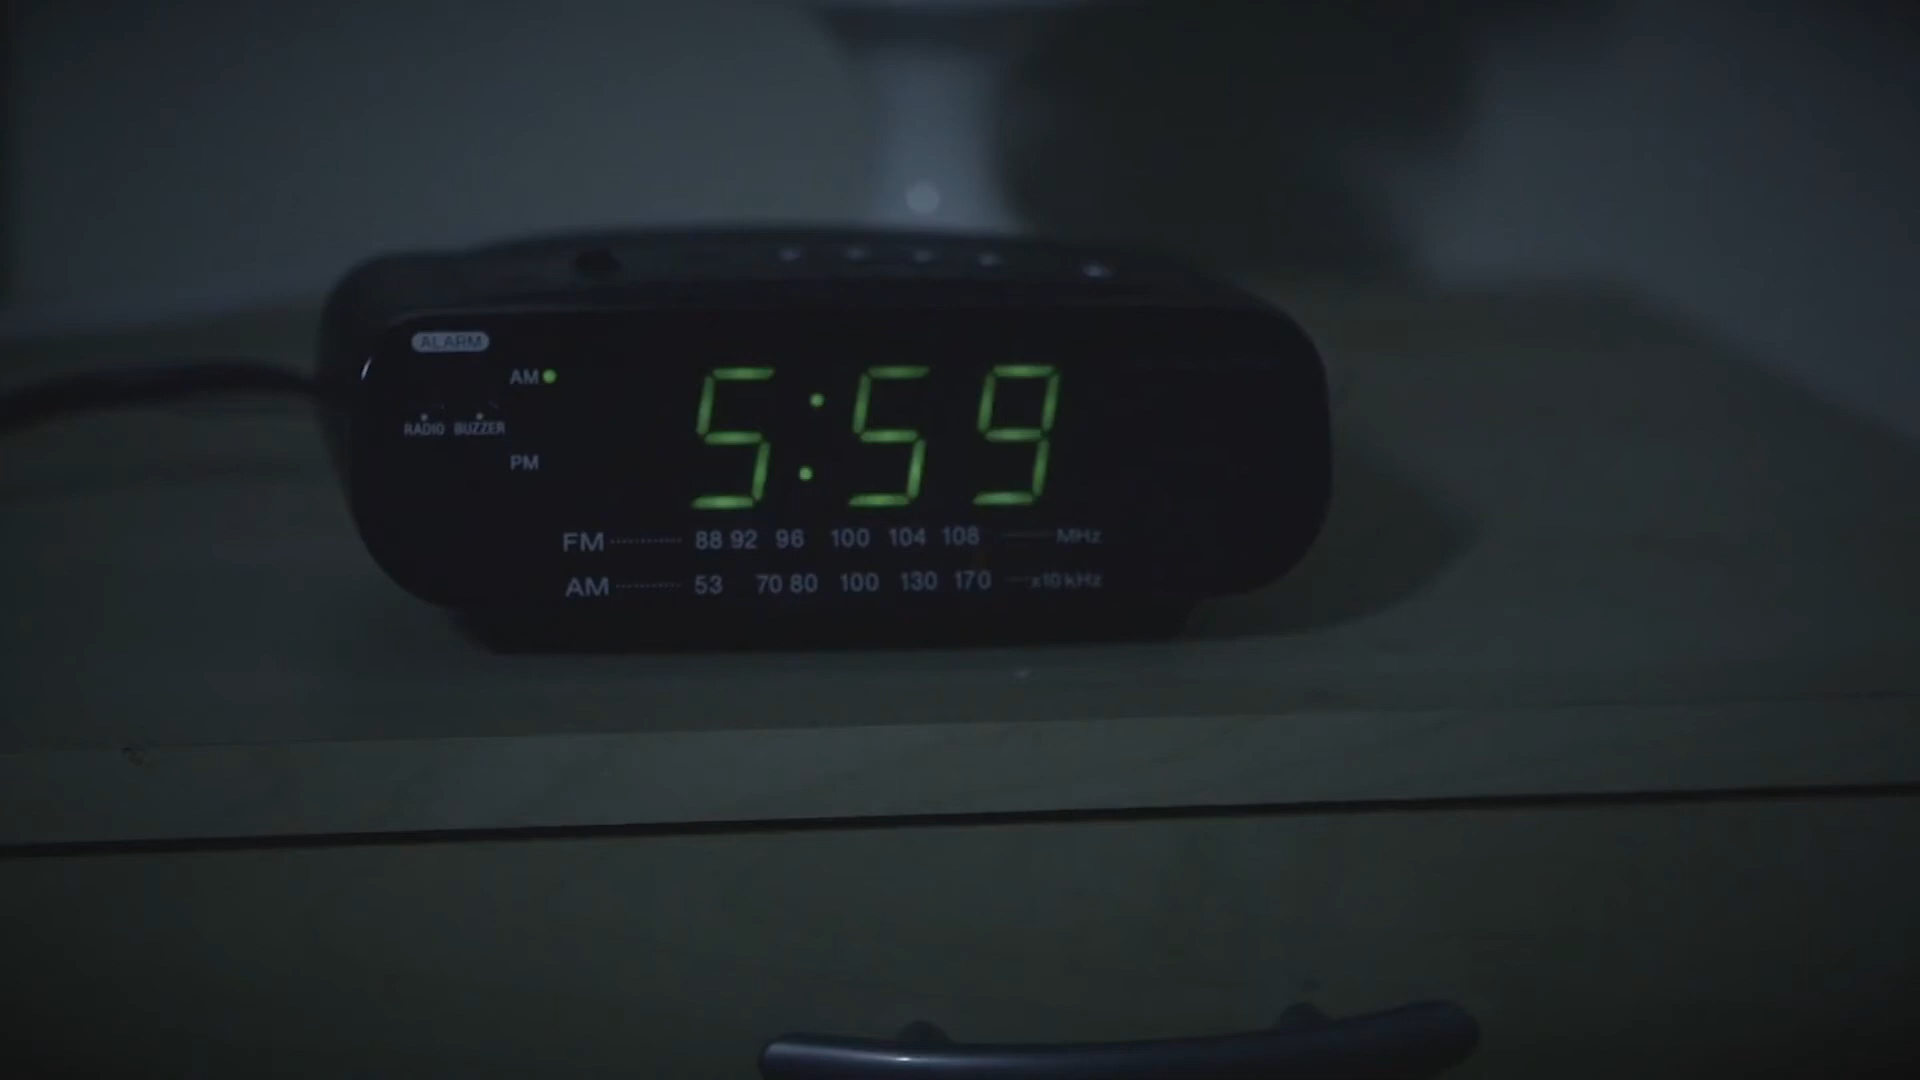 ALARM
AM
5:59
RADIO BUZZER
PM
FM 88 92 96 100 104 108 MHz
AM 53 70 80 100 130 170 x10 kHz